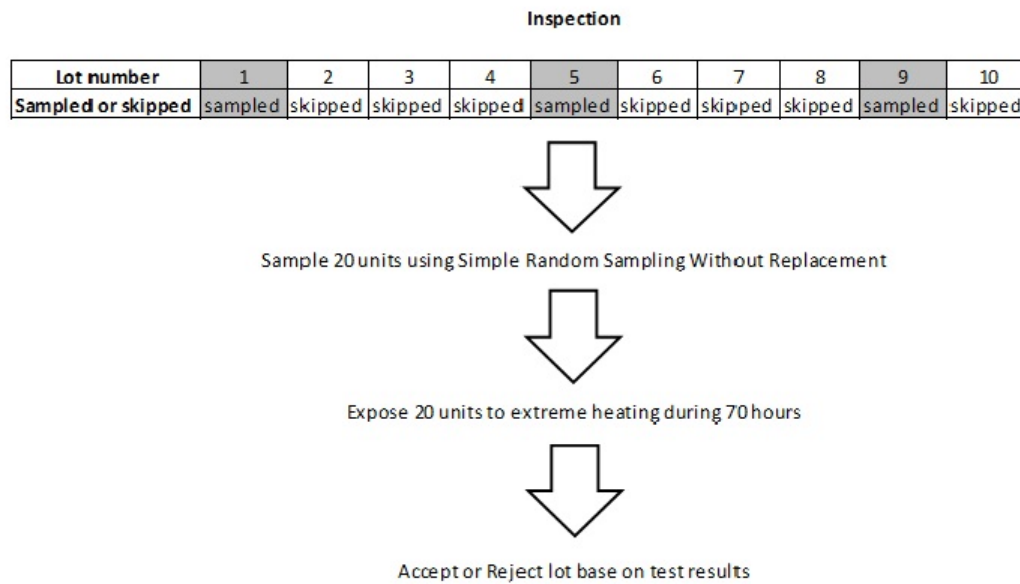 Inspection
Lot number 1 2 3 4 5 6 7 8 9 10
Sampled or skipped sampled skipped skipped skipped sampled skipped skipped skipped sampled skipped
Sample 20 units using Simple Random Sampling Without Replacement
Expose 20 units to extreme heating during 70 hours
Accept or Reject lot base on test results